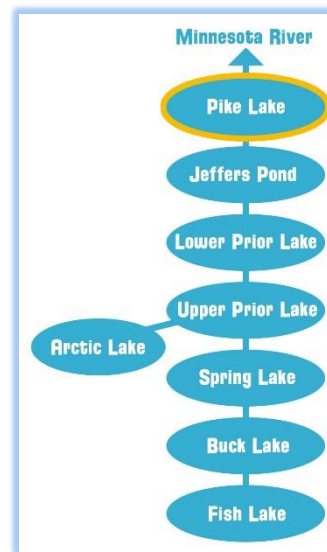 Minnesota River
Pike Lake
Jeffers Pond
Lower Prior Lake
Upper Prior Lake
Arctic Lake
Spring Lake
Buck Lake
Fish Lake